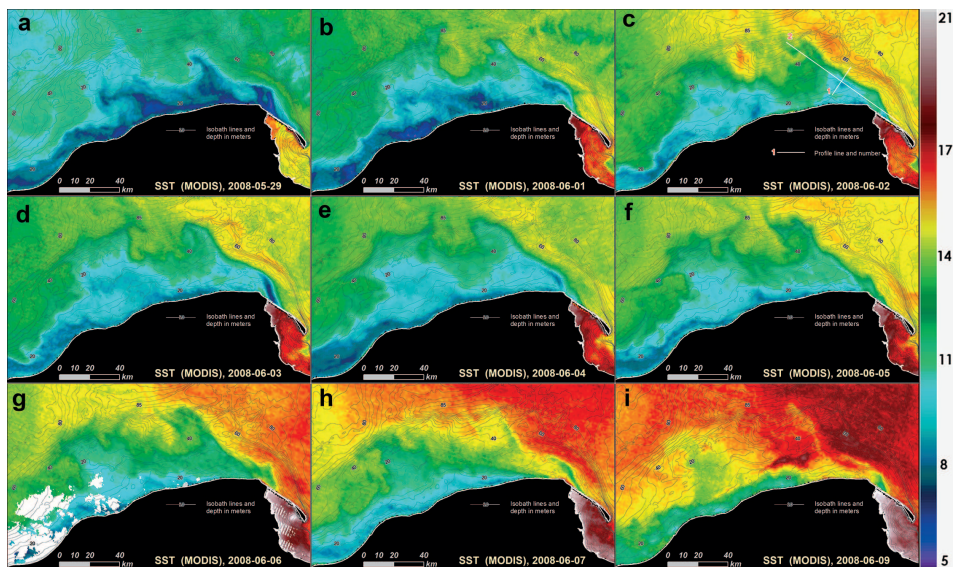 a
b
c
Isobath lines and
depth in meters
0 10 20 40
km
SST (MODIS), 2008-05-29
Isobath lines and
depth in meters
0 10 20 40
km
SST (MODIS), 2008-06-01
Isobath lines and
depth in meters
1 Profile line and number
0 10 20 40
km
SST (MODIS), 2008-06-02
d
e
f
Isobath lines and
depth in meters
0 10 20 40
km
SST (MODIS), 2008-06-03
Isobath lines and
depth in meters
0 10 20 40
km
SST (MODIS), 2008-06-04
Isobath lines and
depth in meters
0 10 20 40
km
SST (MODIS), 2008-06-05
g
h
i
Isobath lines and
depth in meters
0 10 20 40
km
SST (MODIS), 2008-06-06
Isobath lines and
depth in meters
0 10 20 40
km
SST (MODIS), 2008-06-07
Isobath lines and
depth in meters
0 10 20 40
km
SST (MODIS), 2008-06-09
21
17
14
11
8
5